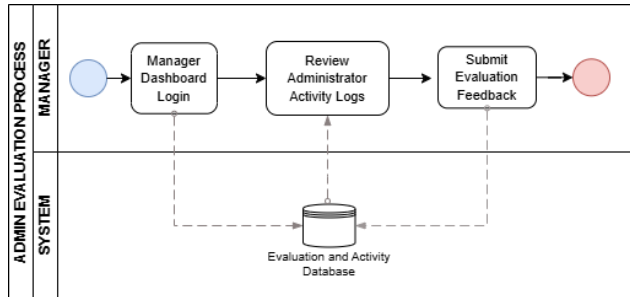 ADMIN EVALUATION PROCESS
MANAGER
Manager
Dashboard
Login
Review
Administrator
Activity Logs
Submit
Evaluation
Feedback
SYSTEM
Evaluation and Activity
Database